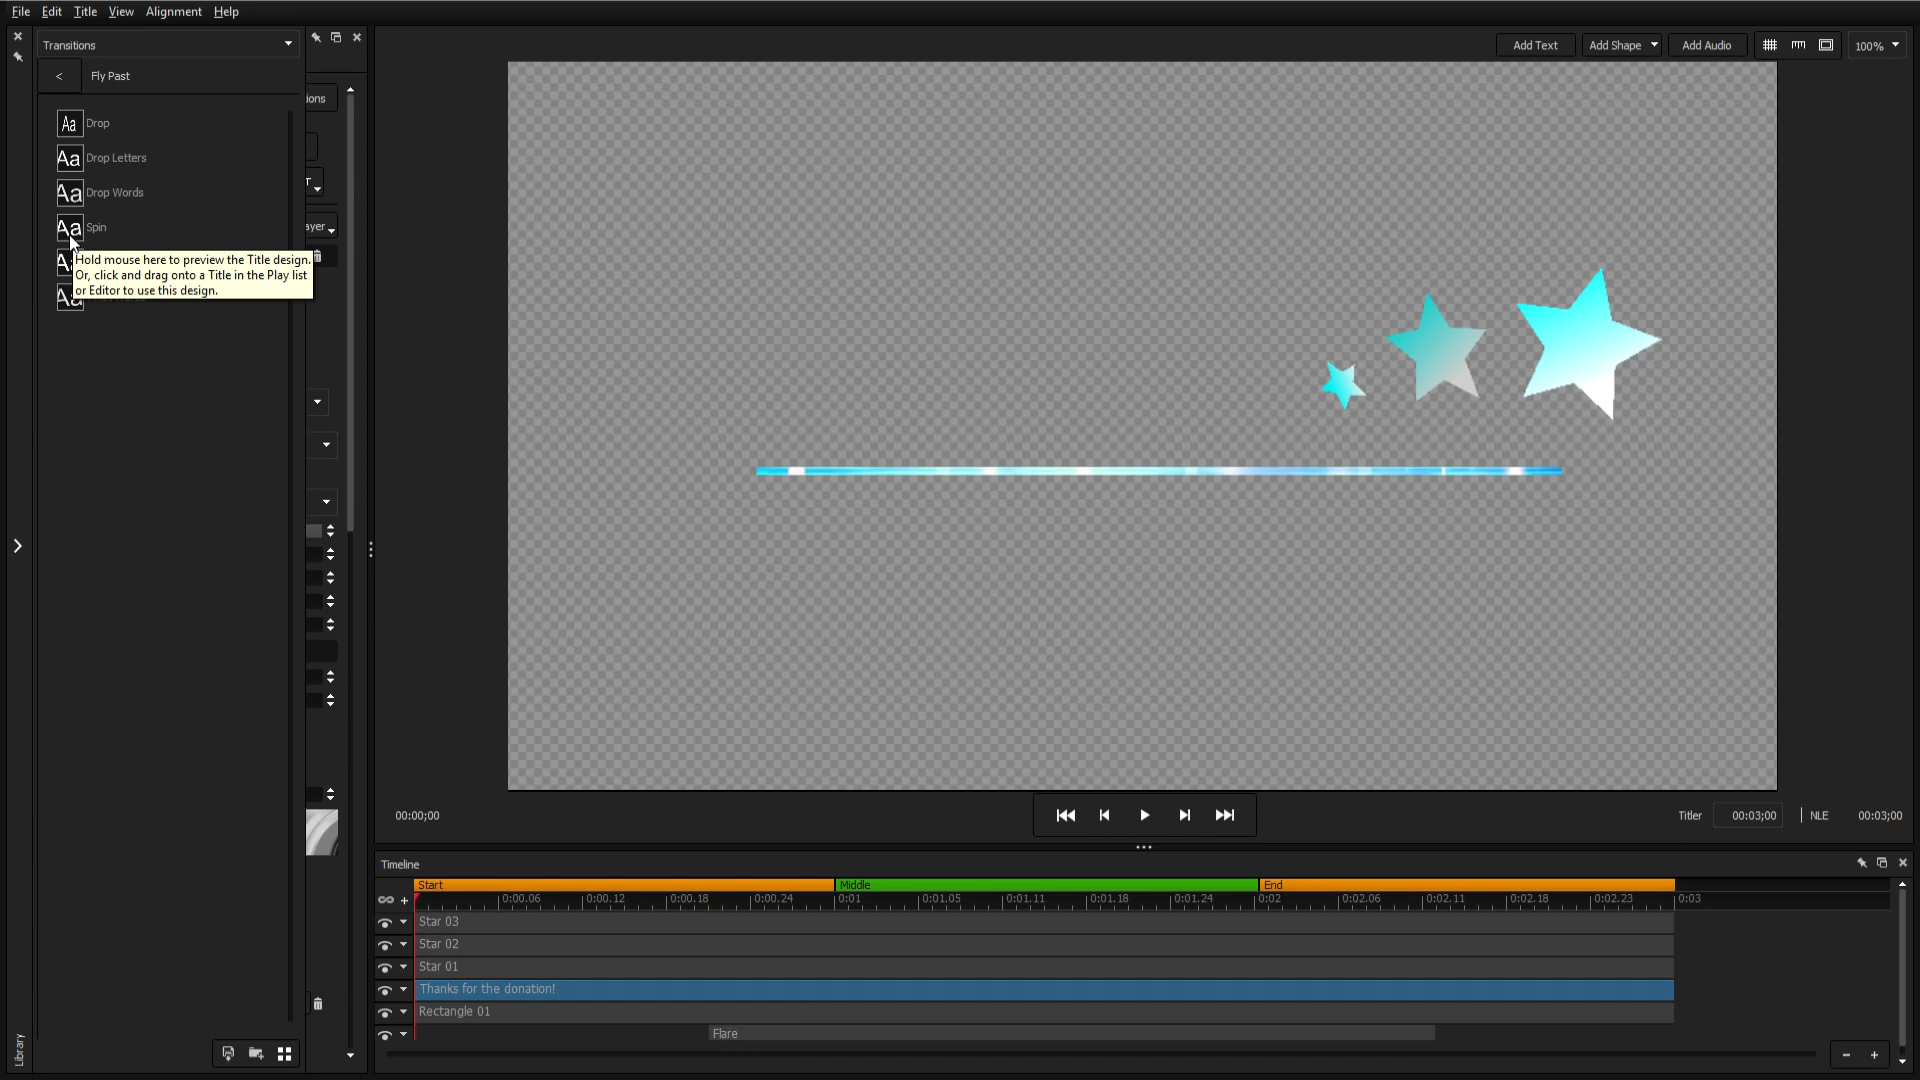 File Edit Title View Alignment Help
Transitions
< Fly Past
Aa Drop
Aa Drop Letters
Aa Drop Words
Aa Spin
Hold mouse here to preview the Title design.
Or, click and drag onto a Title in the Play list
or Editor to use this design.
Library
Add Text Add Shape Add Audio 100%
00:00;00
Titler 00:03;00 NLE 00:03;00
Timeline
Start Middle End
0:00.06 0:00.12 0:00.18 0:00.24 0:01 0:01.05 0:01.11 0:01.18 0:01.24 0:02 0:02.06 0:02.11 0:02.18 0:02.23 0:03
Star 03
Star 02
Star 01
Thanks for the donation!
Rectangle 01
Flare